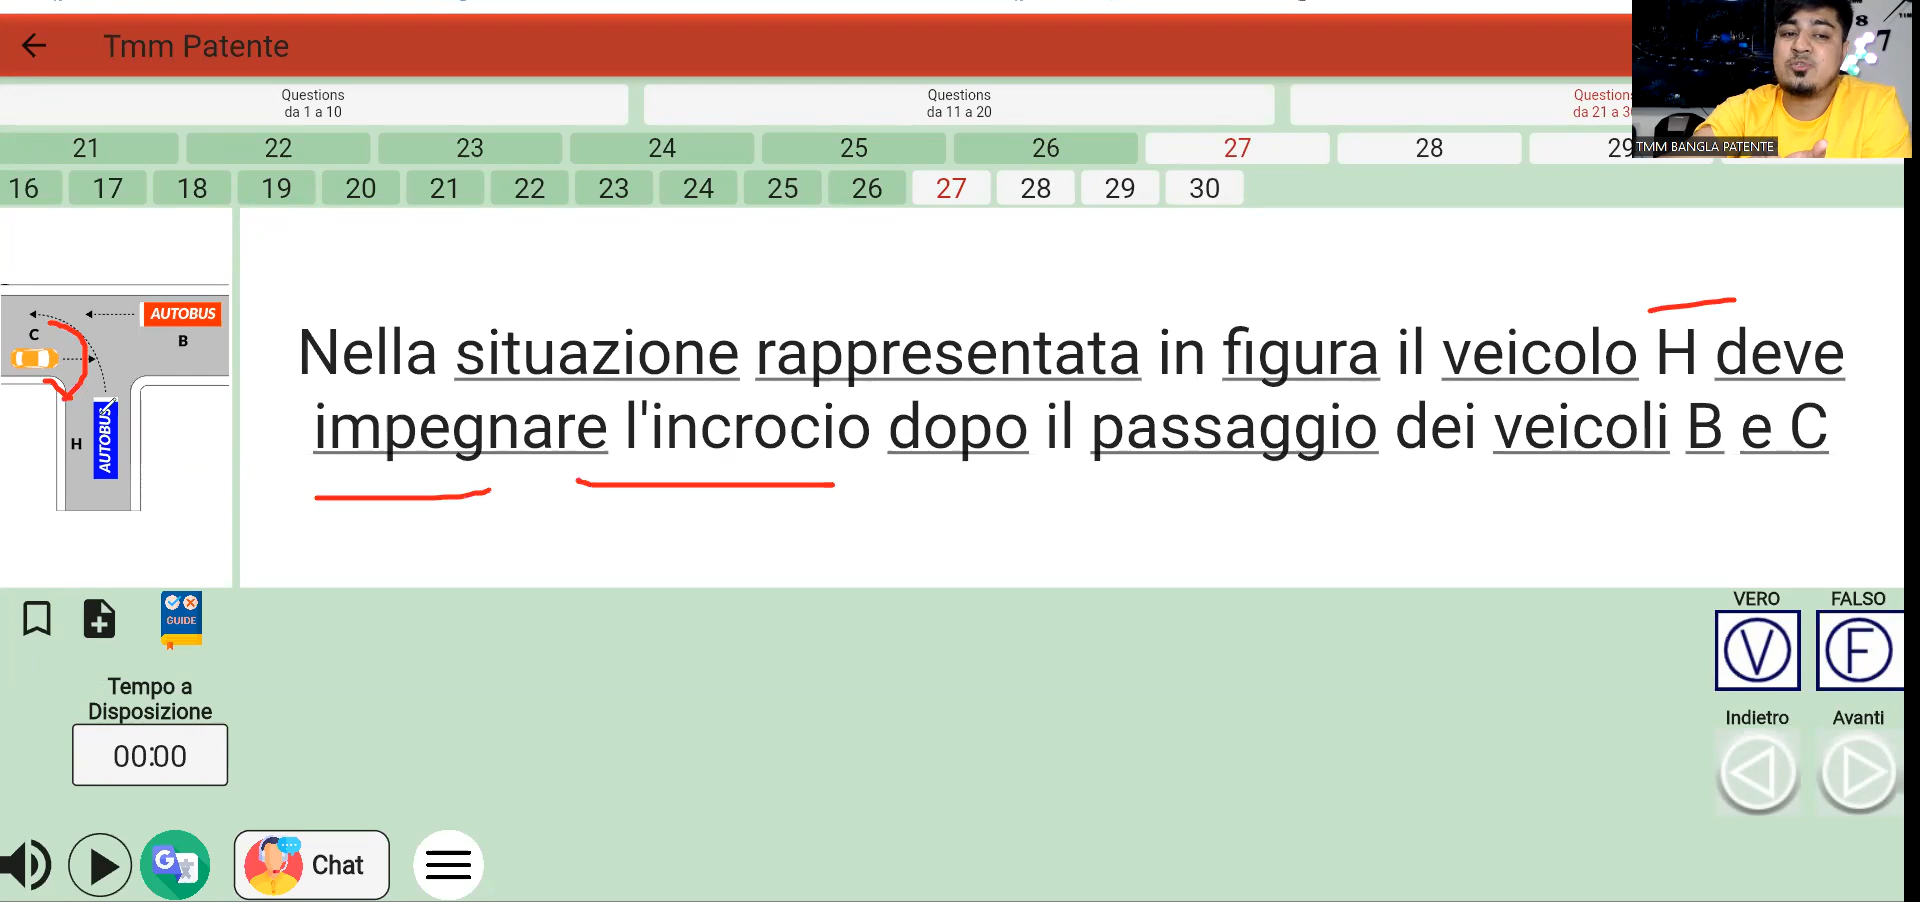 Tmm Patente
8
7
TMM BANGLA PATENTE
Questions
da 1 a 10
Questions
da 11 a 20
da 21 a
21 22 23 24 25 26 27 28 29
16 17 18 19 20 21 22 23 24 25 26 27 28 29 30
AUTOBUS
C
B
H
AUTOBUS
Nella situazione rappresentata in figura il veicolo H deve
impegnare l'incrocio dopo il passaggio dei veicoli B e C
GUIDE
VERO FALSO
V F
Tempo a
Disposizione
00:00
Indietro Avanti
G
Chat